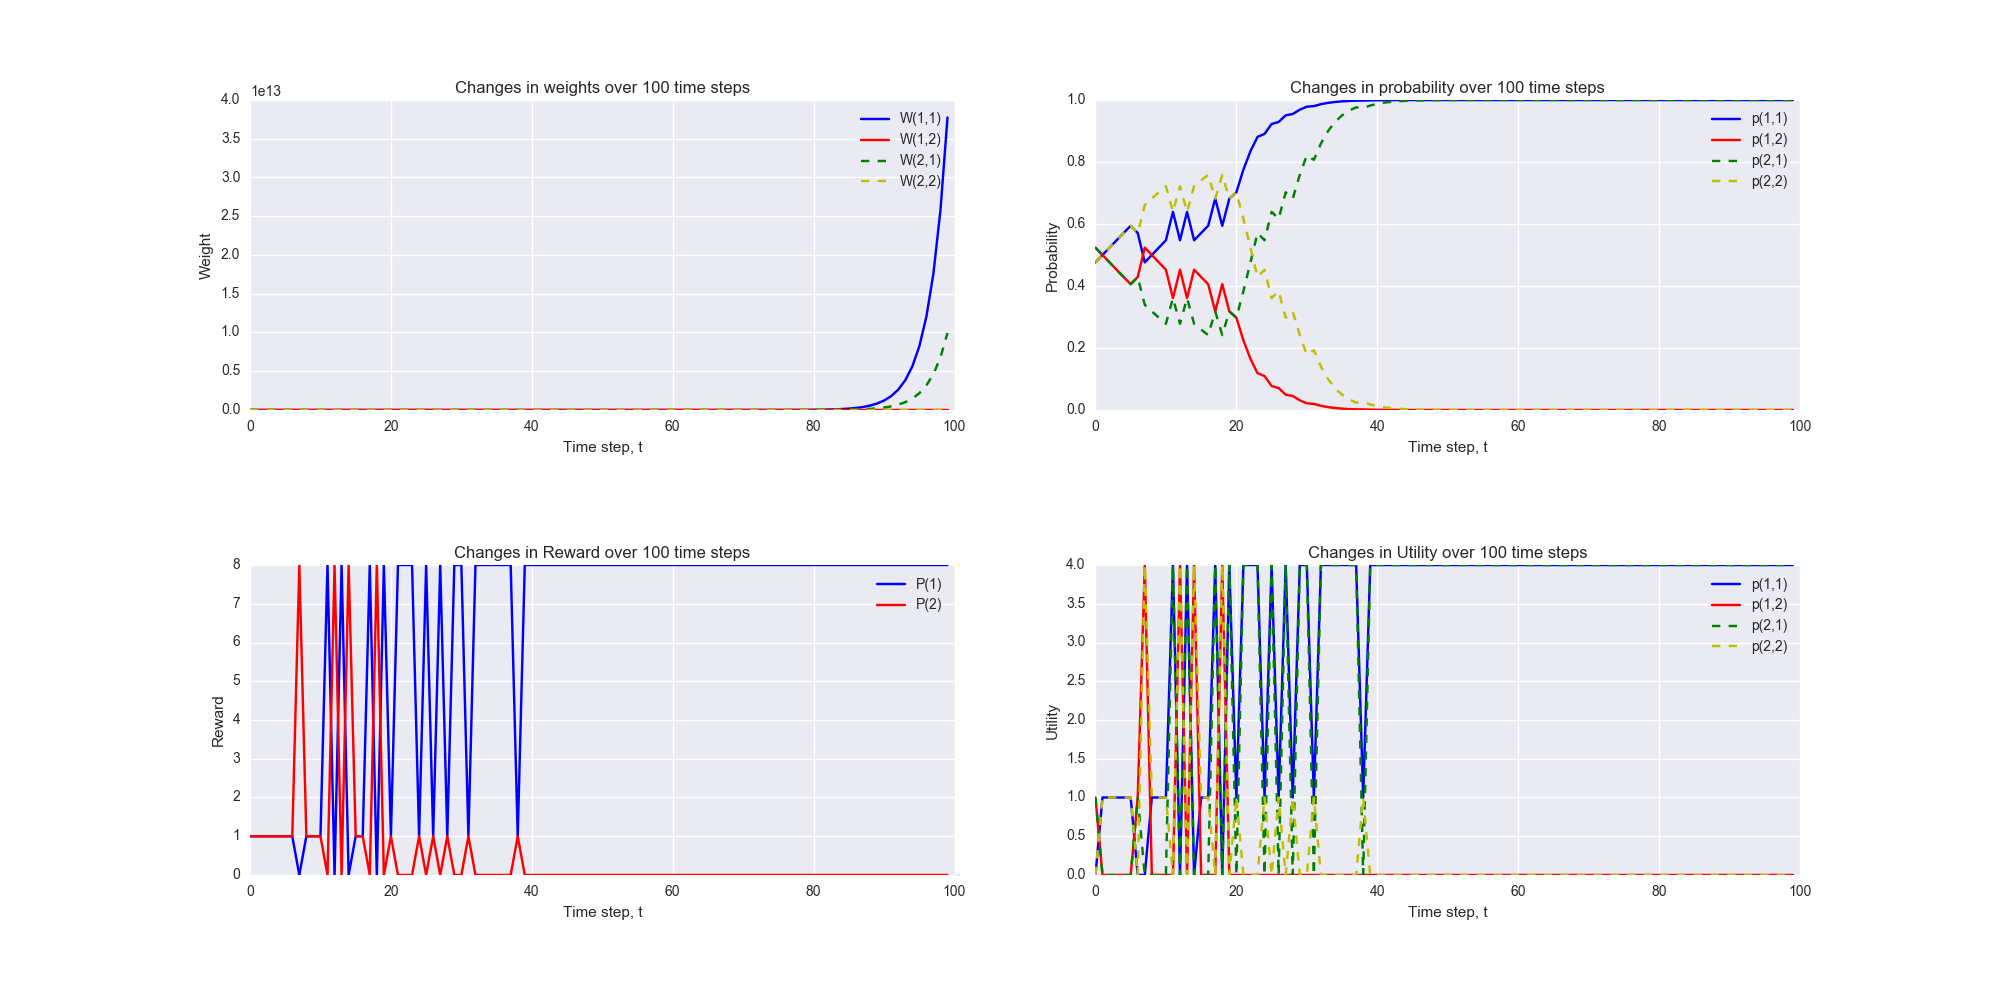 Changes in weights over 100 time steps
1e13
4.0
3.5
3.0
2.5
2.0
1.5
1.0
0.5
0.0
Weight
0 20 40 60 80 100
Time step, t
W(1,1)
W(1,2)
W(2,1)
W(2,2)
Changes in probability over 100 time steps
1.0
0.8
0.6
0.4
0.2
0.0
Probability
0 20 40 60 80 100
Time step, t
p(1,1)
p(1,2)
p(2,1)
p(2,2)
Changes in Reward over 100 time steps
8
7
6
5
4
3
2
1
0
Reward
0 20 40 60 80 100
Time step, t
P(1)
P(2)
Changes in Utility over 100 time steps
4.0
3.5
3.0
2.5
2.0
1.5
1.0
0.5
0.0
Utility
0 20 40 60 80 100
Time step, t
p(1,1)
p(1,2)
p(2,1)
p(2,2)